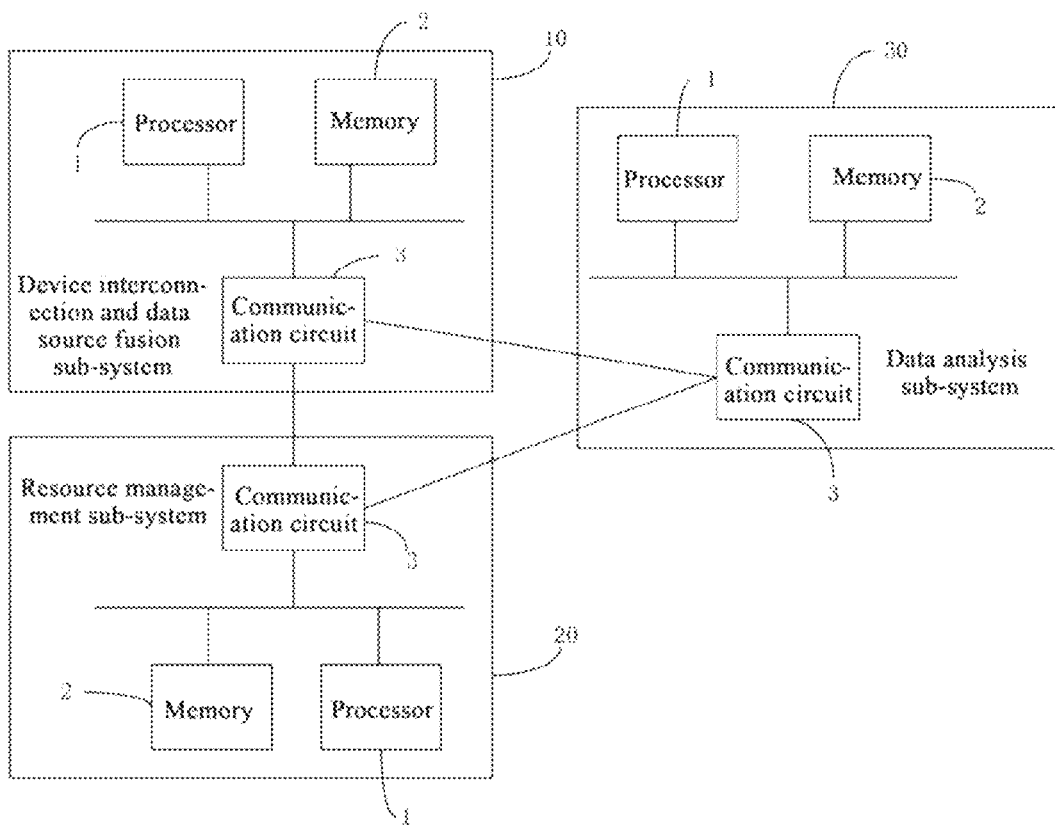 2
10
Processor
Memory
1
3
Device interconn-
ection and data
source fusion
sub-system
Communic-
ation circuit
30
1
Processor
Memory
2
Communic-
ation circuit
Data analysis
sub-system
3
Resource manage-
ment sub-system
Communic-
ation circuit
3
20
2
Memory
Processor
1